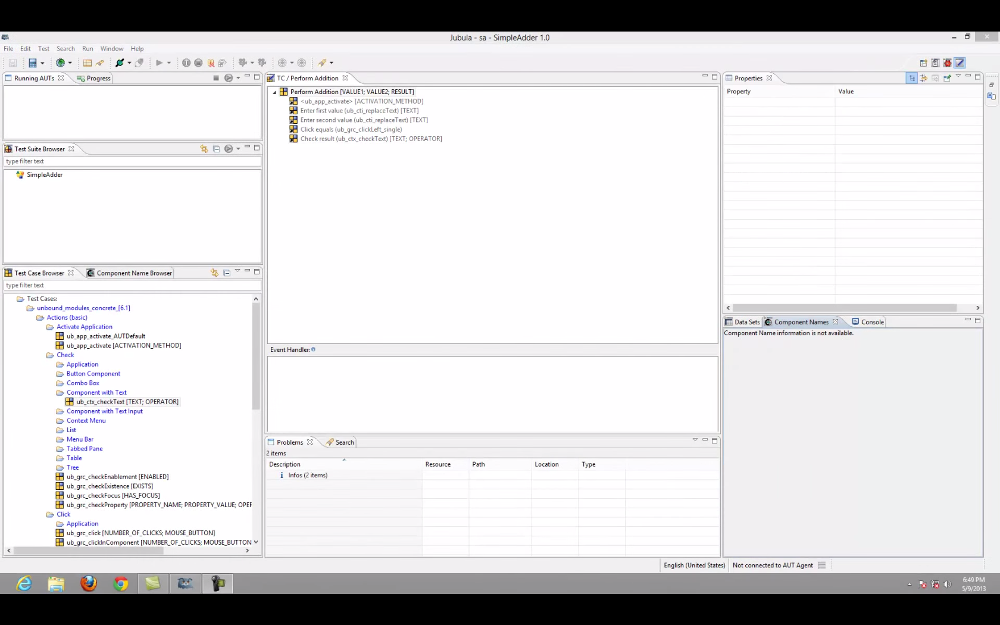 Jubula - sa - SimpleAdder 1.0
File Edit Test Search Run Window Help
Running AUTs
Progress
Test Suite Browser
type filter text
SimpleAdder
Test Case Browser
Component Name Browser
type filter text
Test Cases:
unbound_modules_concrete_[6.1]
Actions (basic)
Activate Application
ub_app_activate_AUTDefault
ub_app_activate [ACTIVATION_METHOD]
Check
Application
Button Component
Combo Box
Component with Text
ub_ctx_checkText [TEXT; OPERATOR]
Component with Text Input
Context Menu
List
Menu Bar
Tabbed Pane
Table
Tree
ub_grc_checkEnablement [ENABLED]
ub_grc_checkExistence [EXISTS]
ub_grc_checkFocus [HAS_FOCUS]
ub_grc_checkProperty [PROPERTY_NAME; PROPERTY_VALUE; OPER
Click
Application
ub_grc_click [NUMBER_OF_CLICKS; MOUSE_BUTTON]
ub_grc_clickInComponent [NUMBER_OF_CLICKS; MOUSE_BUTTON
TC / Perform Addition
Perform Addition [VALUE1; VALUE2; RESULT]
<ub_app_activate> [ACTIVATION_METHOD]
Enter first value (ub_cti_replaceText) [TEXT]
Enter second value (ub_cti_replaceText) [TEXT]
Click equals (ub_grc_clickLeft_single)
Check result (ub_ctx_checkText) [TEXT; OPERATOR]
Event Handler:
Problems
Search
2 items
Description Resource Path Location Type
Infos (2 items)
Properties
Property Value
Data Sets
Component Names
Console
Component Name information is not available.
English (United States)
Not connected to AUT Agent
6:49 PM
5/9/2013